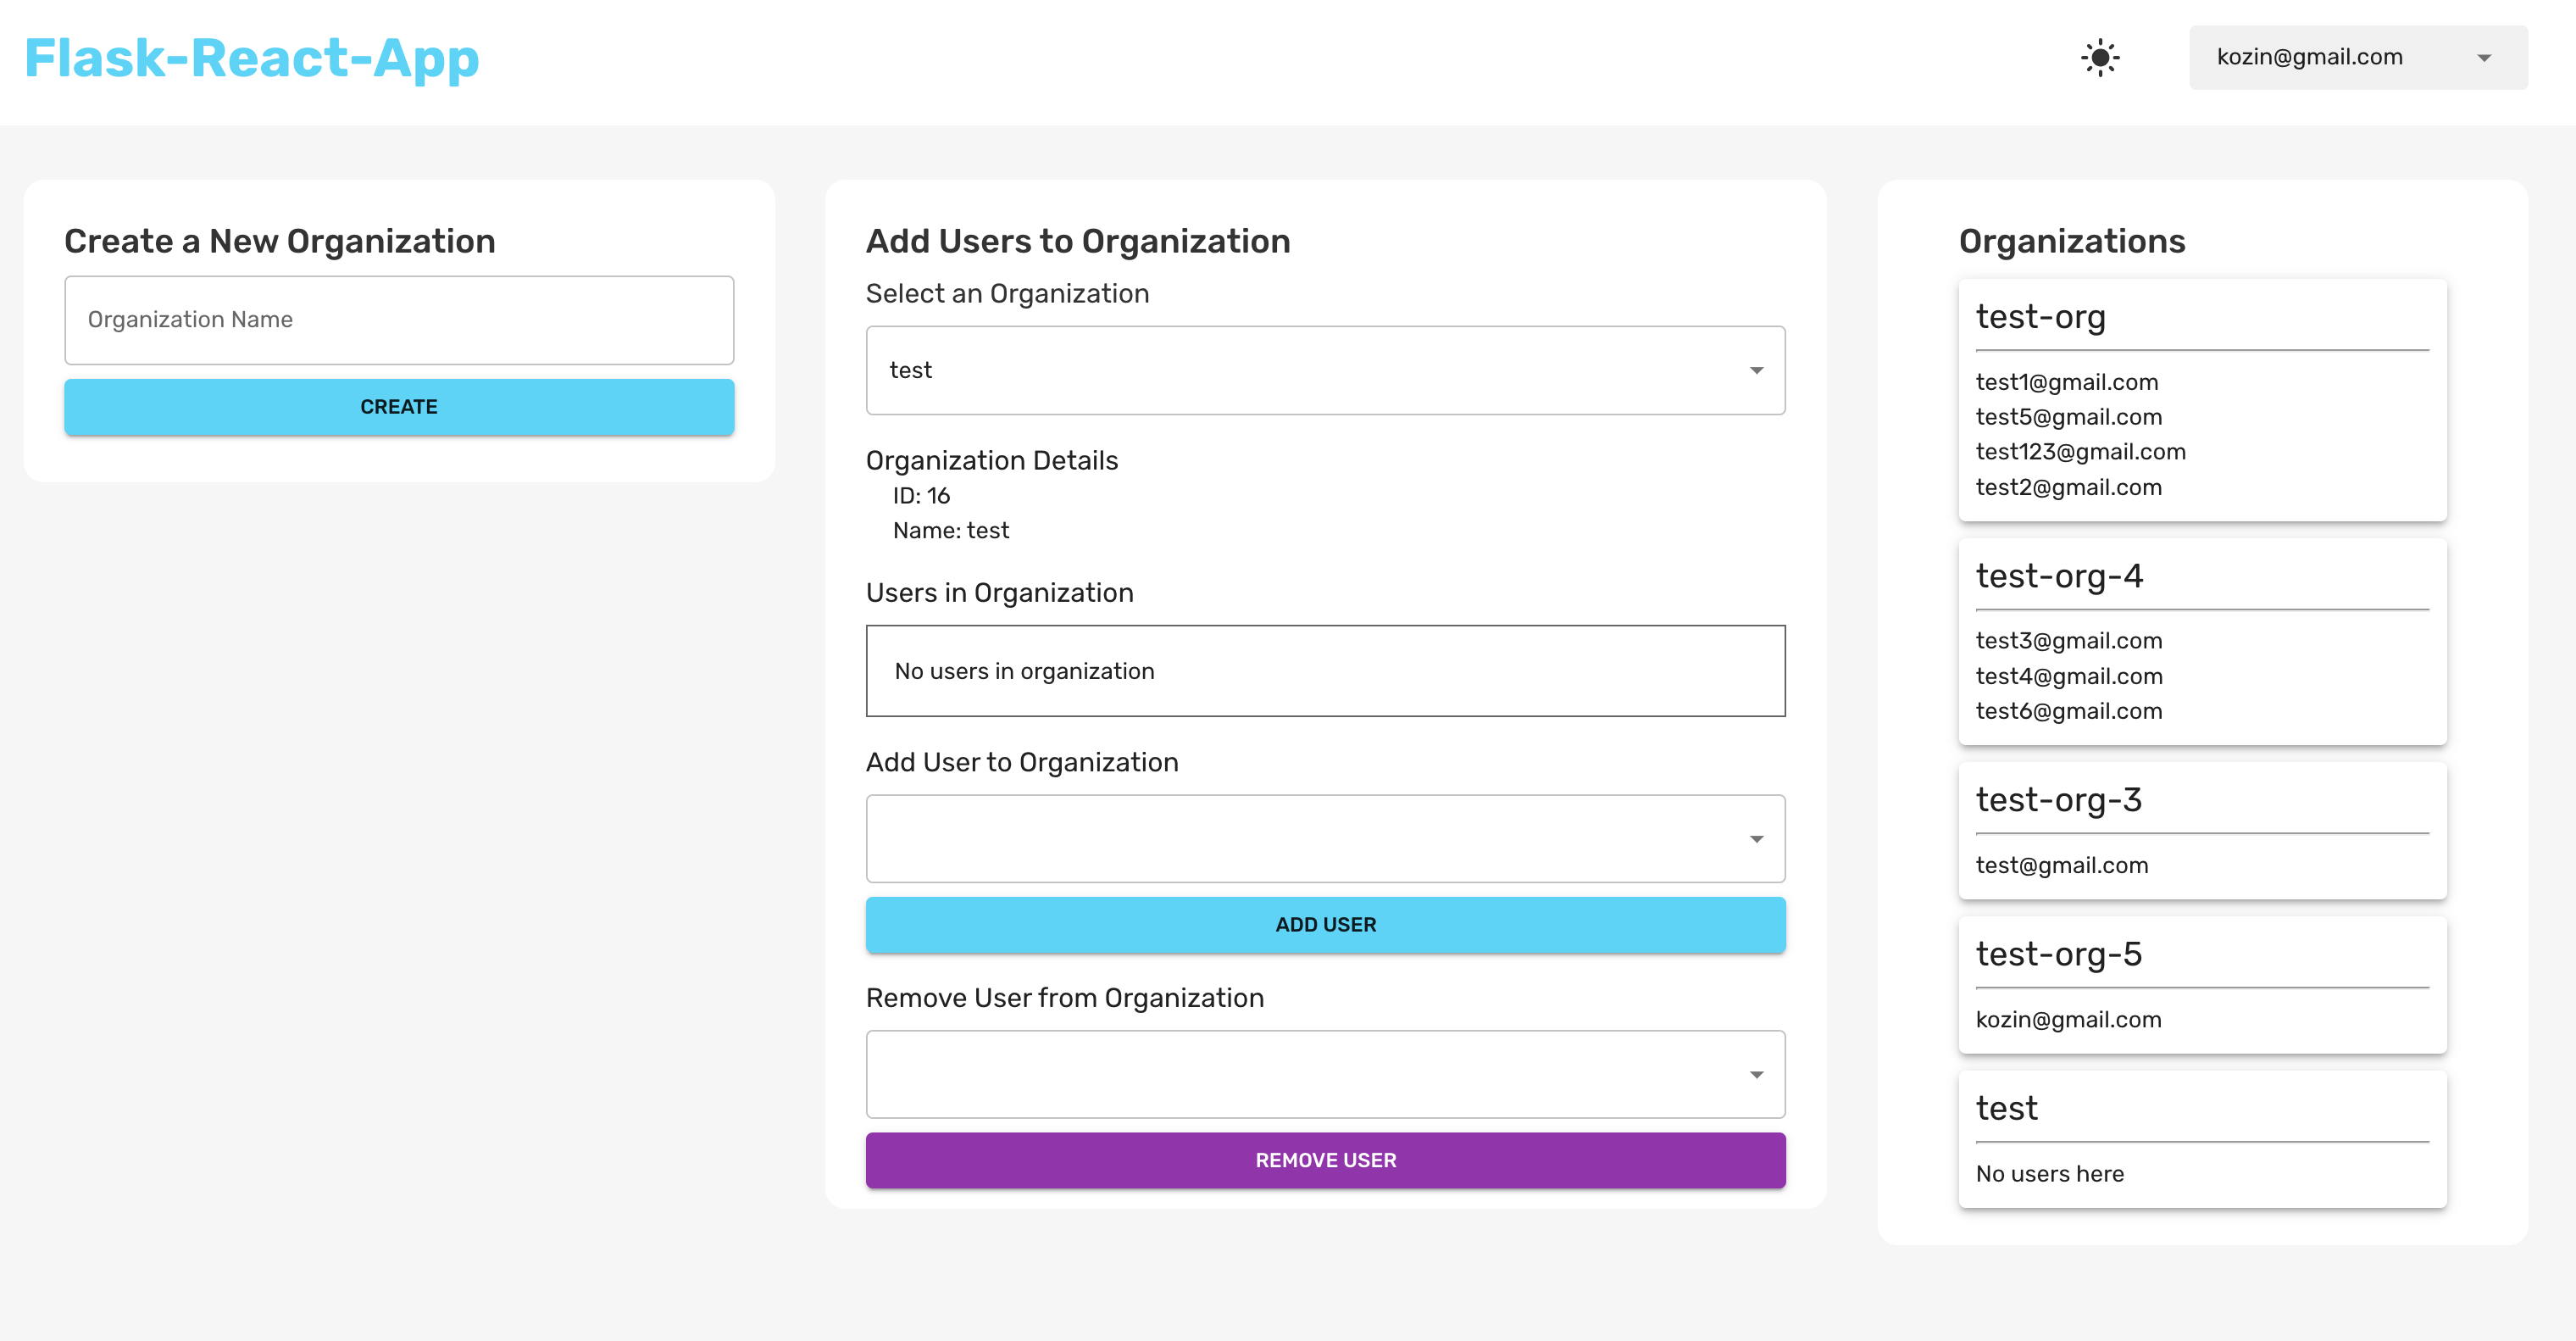 Flask-React-App
kozin@gmail.com
Create a New Organization
Organization Name
CREATE
Add Users to Organization
Select an Organization
test
Organization Details
ID: 16
Name: test
Users in Organization
No users in organization
Add User to Organization
ADD USER
Remove User from Organization
REMOVE USER
Organizations
test-org
test1@gmail.com
test5@gmail.com
test123@gmail.com
test2@gmail.com
test-org-4
test3@gmail.com
test4@gmail.com
test6@gmail.com
test-org-3
test@gmail.com
test-org-5
kozin@gmail.com
test
No users here